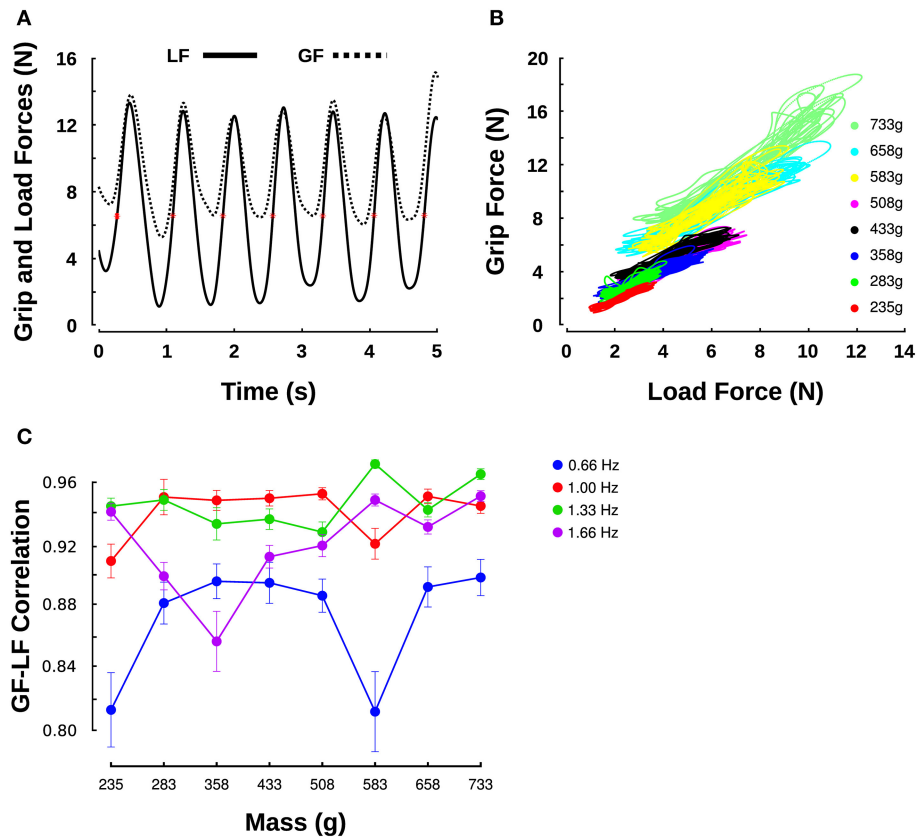 A
Grip and Load Forces (N)
16
12
8
4
0
LF
GF
0
1
2
3
4
5
Time (s)
B
Grip Force (N)
20
16
12
8
4
0
733g
658g
583g
508g
433g
358g
283g
235g
0
2
4
6
8
10
12
14
Load Force (N)
C
GF-LF Correlation
0.96
0.92
0.88
0.84
0.80
235
283
358
433
508
583
658
733
Mass (g)
0.66 Hz
1.00 Hz
1.33 Hz
1.66 Hz